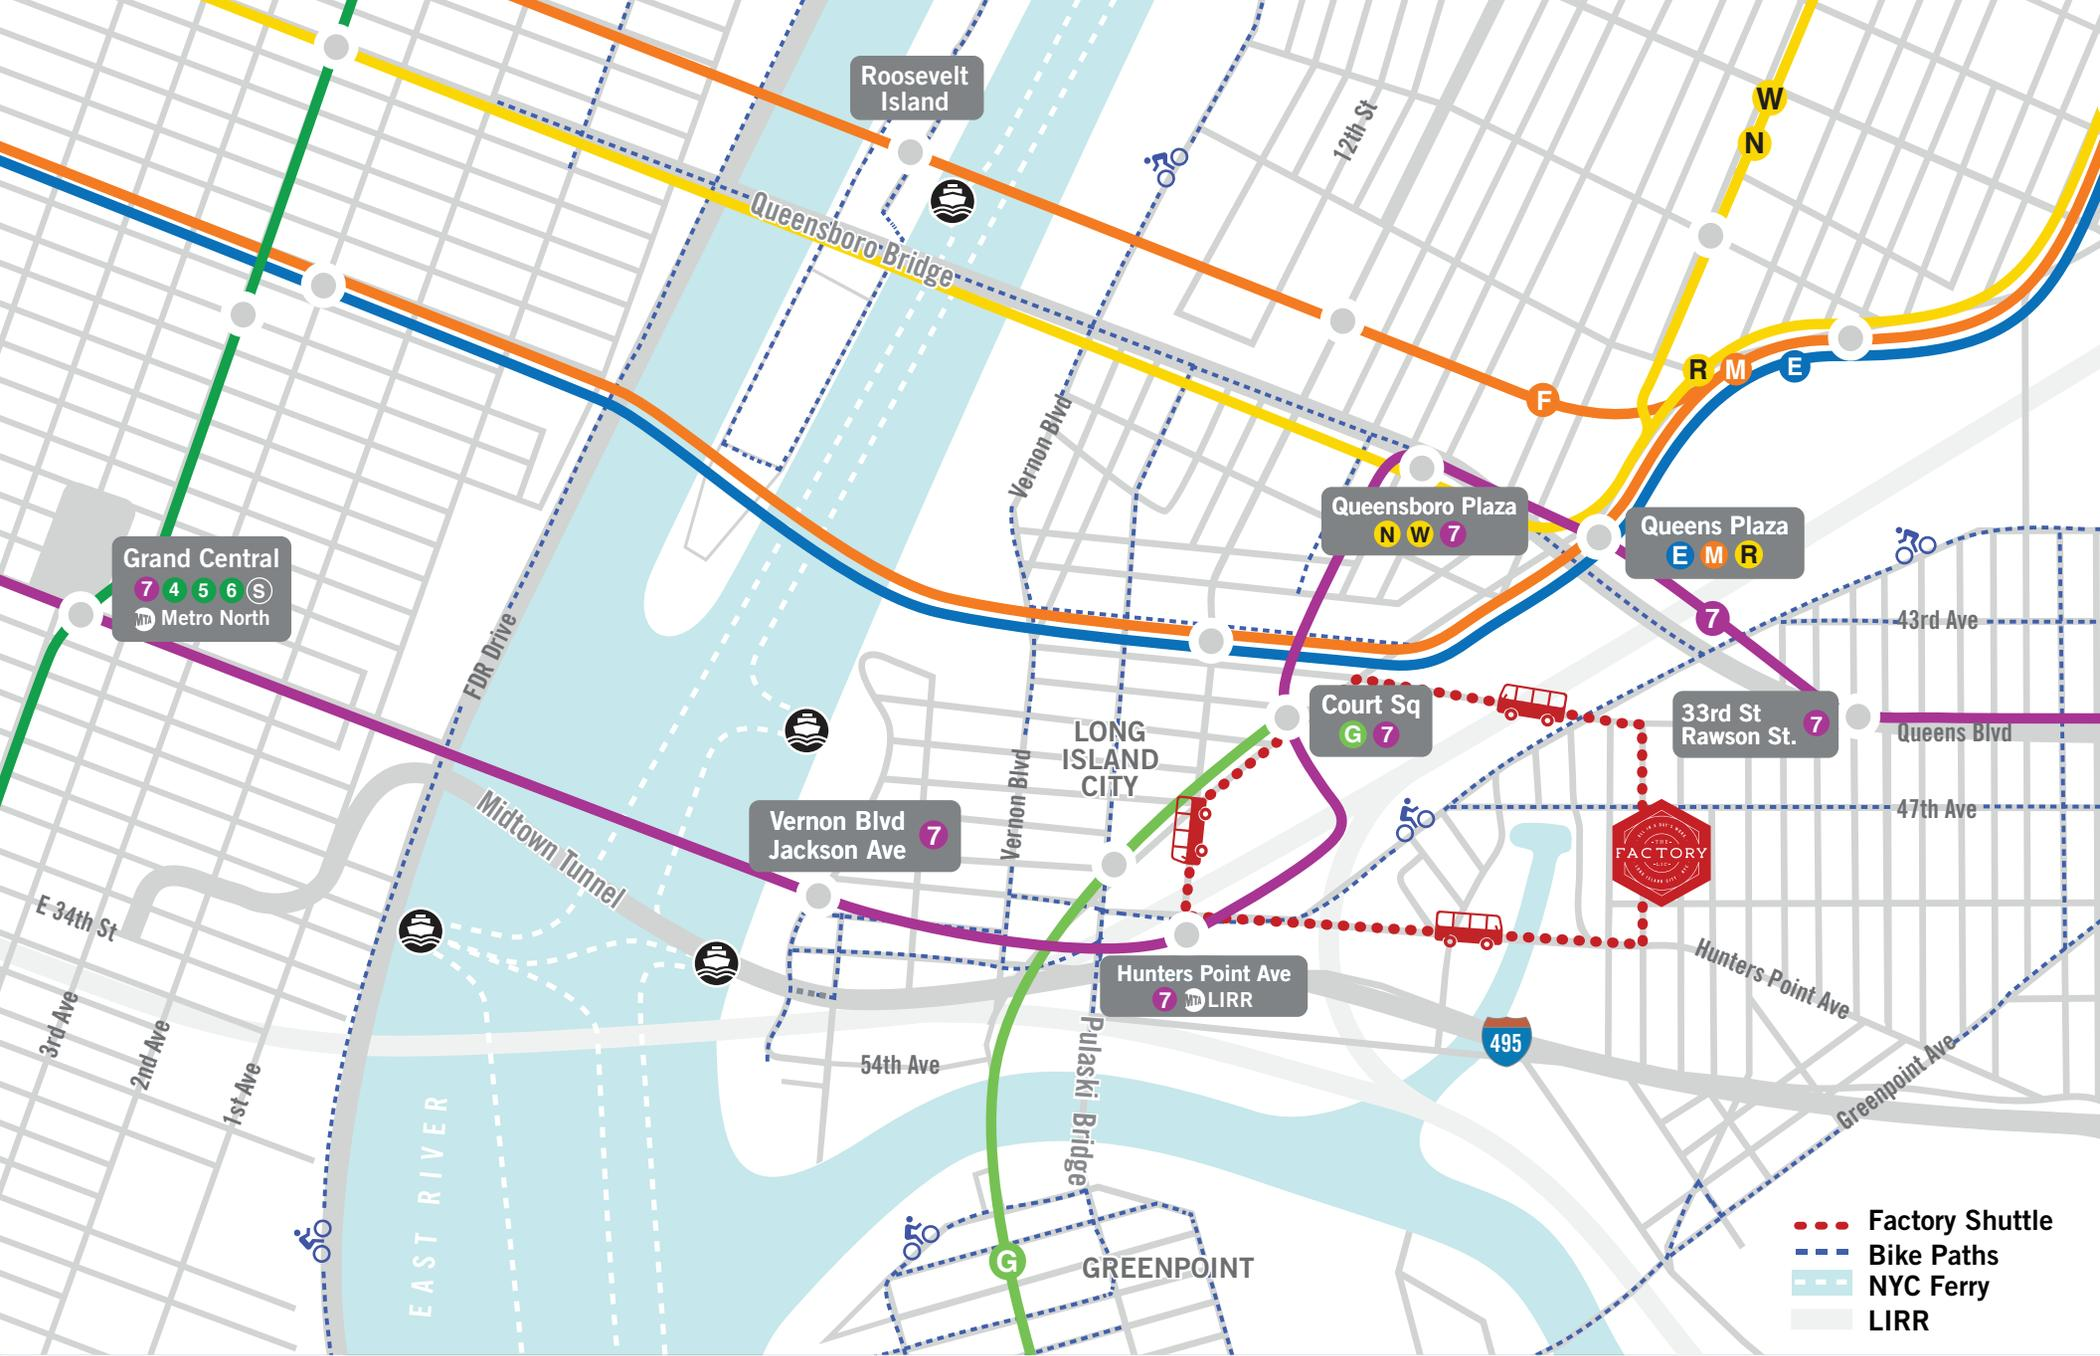 W
N
Roosevelt
Island
12th St
Queensboro Bridge
R
M
E
F
Vernon Blvd
Queensboro Plaza
N W 7
Queens Plaza
E M R
Grand Central
7 4 5 6 S
MTA Metro North
7
43rd Ave
FDR Drive
33rd St
Rawson St.
7
Queens Blvd
Court Sq
G 7
LONG
ISLAND
CITY
Vernon Blvd
47th Ave
Vernon Blvd
Jackson Ave
7
Midtown Tunnel
THE
FACTORY
LIC
E 34th St
Hunters Point Ave
7 MTA LIRR
Hunters Point Ave
495
3rd Ave
2nd Ave
1st Ave
54th Ave
Pulaski Bridge
Greenpoint Ave
EAST RIVER
G
GREENPOINT
Factory Shuttle
Bike Paths
NYC Ferry
LIRR